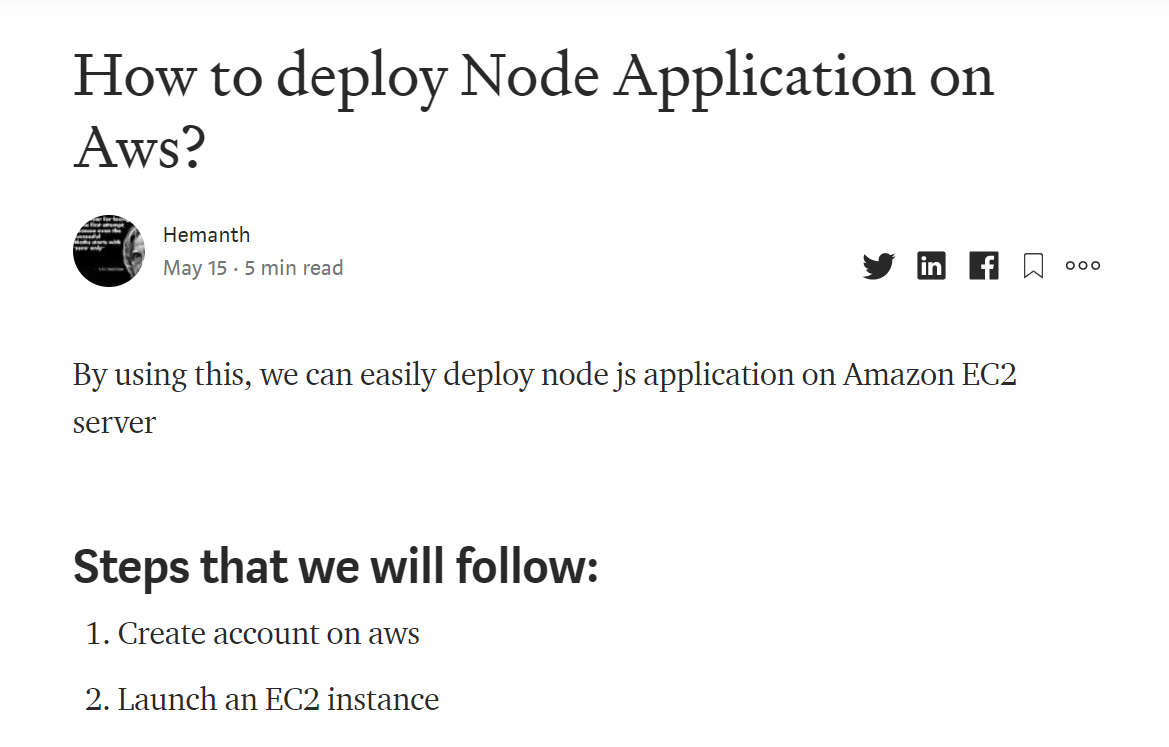 How to deploy Node Application on
Aws?
Hemanth
May 15 · 5 min read
in
By using this, we can easily deploy node js application on Amazon EC2
server
Steps that we will follow:
1. Create account on aws
2. Launch an EC2 instance